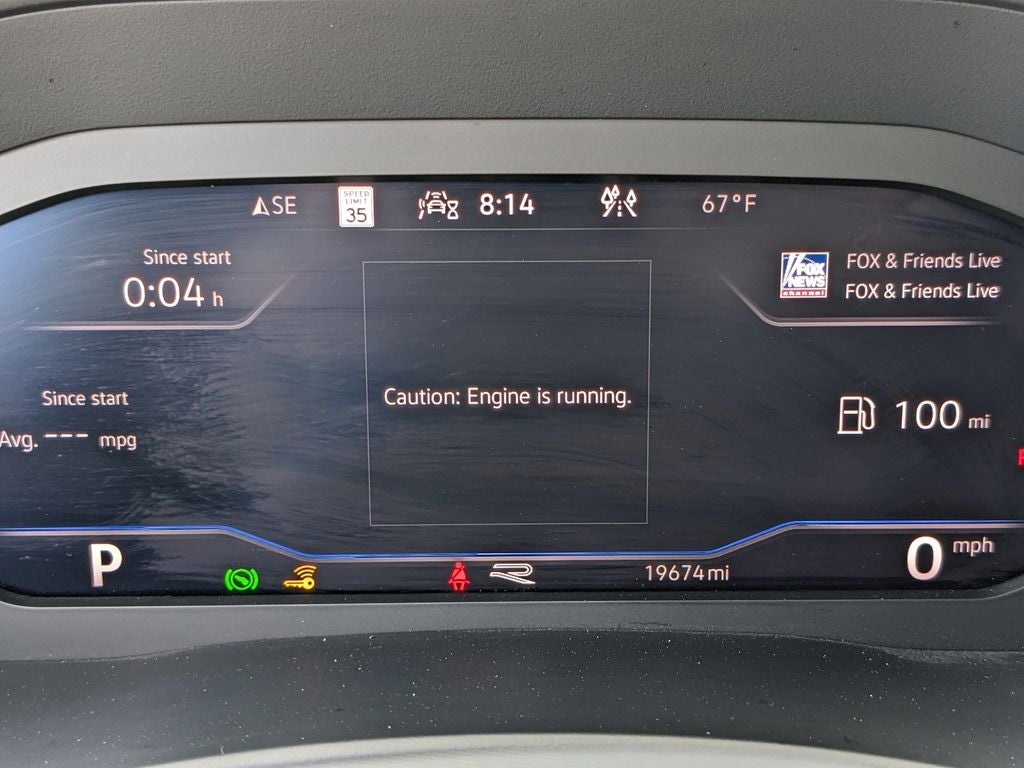 SE
SPEED
LIMIT
35
8:14
67°F
Since start
0:04 h
FOX
NEWS
channel
FOX & Friends Live
FOX & Friends Live
Caution: Engine is running.
Since start
Avg. --- mpg
100 mi
P
19674 mi
0 mph